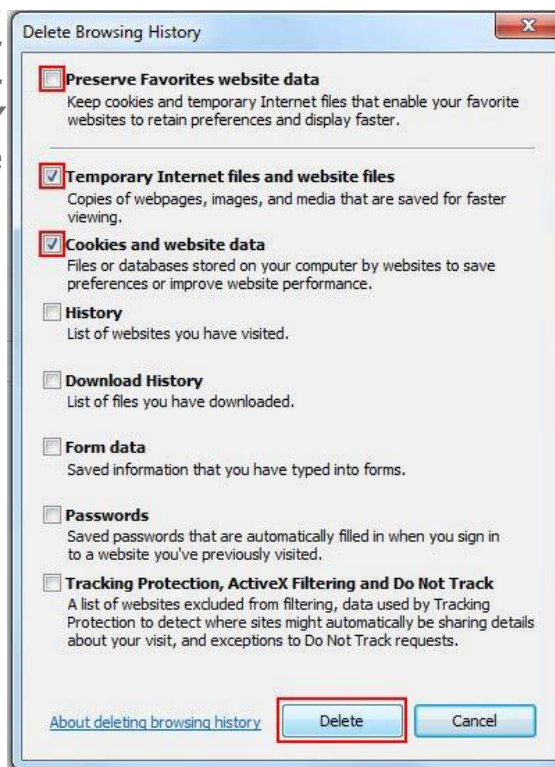 Delete Browsing History
Preserve Favorites website data
Keep cookies and temporary Internet files that enable your favorite
websites to retain preferences and display faster.
Temporary Internet files and website files
Copies of webpages, images, and media that are saved for faster
viewing.
Cookies and website data
Files or databases stored on your computer by websites to save
preferences or improve website performance.
History
List of websites you have visited.
Download History
List of files you have downloaded.
Form data
Saved information that you have typed into forms.
Passwords
Saved passwords that are automatically filled in when you sign in
to a website you've previously visited.
Tracking Protection, ActiveX Filtering and Do Not Track
A list of websites excluded from filtering, data used by Tracking
Protection to detect where sites might automatically be sharing details
about your visit, and exceptions to Do Not Track requests.
About deleting browsing history
Delete
Cancel